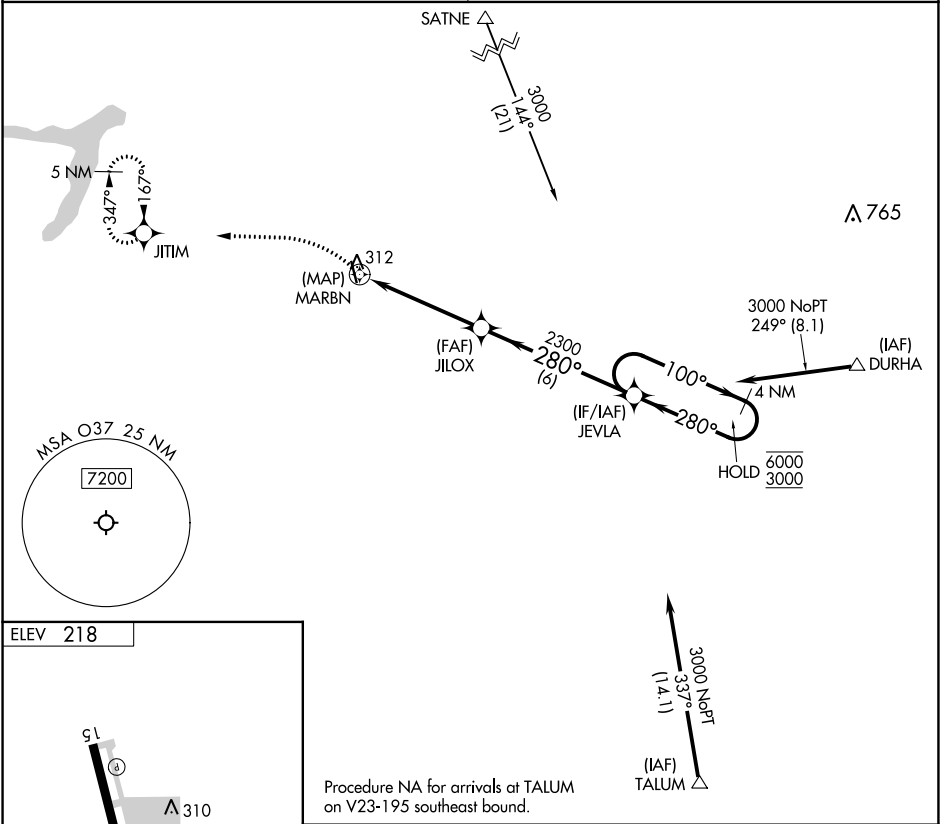 SATNE
3000
144°
(21)
5 NM
347°
167°
JITIM
765
312
(MAP)
MARBN
3000 NoPT
249° (8.1)
(IAF)
DURHA
(FAF)
JILOX
2300
280°
(6)
100°
4 NM
(IF/IAF)
JEVLA
280°
HOLD
6000
3000
MSA O37 25 NM
7200
ELEV 218
3000 NoPT
337°
(14.1)
15
P
310
(IAF)
TALUM
Procedure NA for arrivals at TALUM
on V23-195 southeast bound.